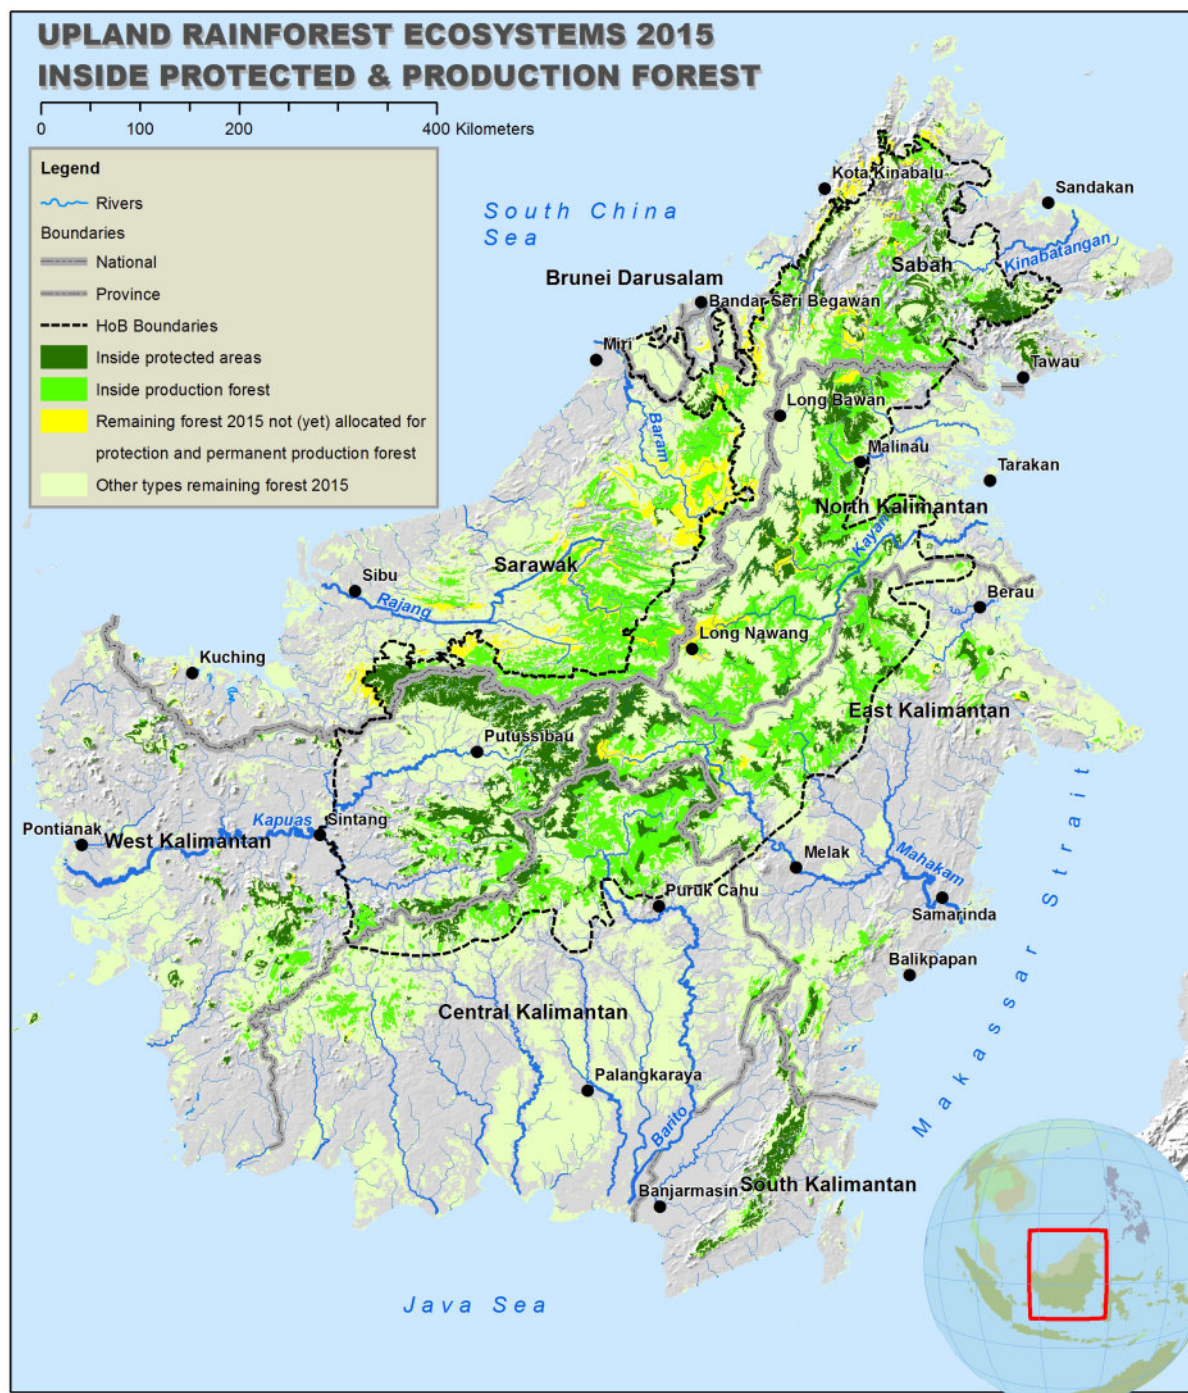 UPLAND RAINFOREST ECOSYSTEMS 2015
INSIDE PROTECTED & PRODUCTION FOREST
0 100 200 400 Kilometers
Legend
Rivers
Boundaries
National
Province
HoB Boundaries
Inside protected areas
Inside production forest
Remaining forest 2015 not (yet) allocated for
protection and permanent production forest
Other types remaining forest 2015
South China
Sea
Kota Kinabalu
Sandakan
Kinabatangan
Sabah
Brunei Darusalam
Bandar Seri Begawan
Miri
Tawau
Long Bawan
Baram
Malinau
Tarakan
North Kalimantan
Kayan
Sarawak
Sibu
Rajang
Berau
Long Nawang
Kuching
East Kalimantan
Putussibau
Kapuas
Sintang
Pontianak
West Kalimantan
Melak
Mahakam
Puruk Cahu
Samarinda
Balikpapan
Makassar Strait
Central Kalimantan
Palangkaraya
Barito
South Kalimantan
Banjarmasin
Java Sea